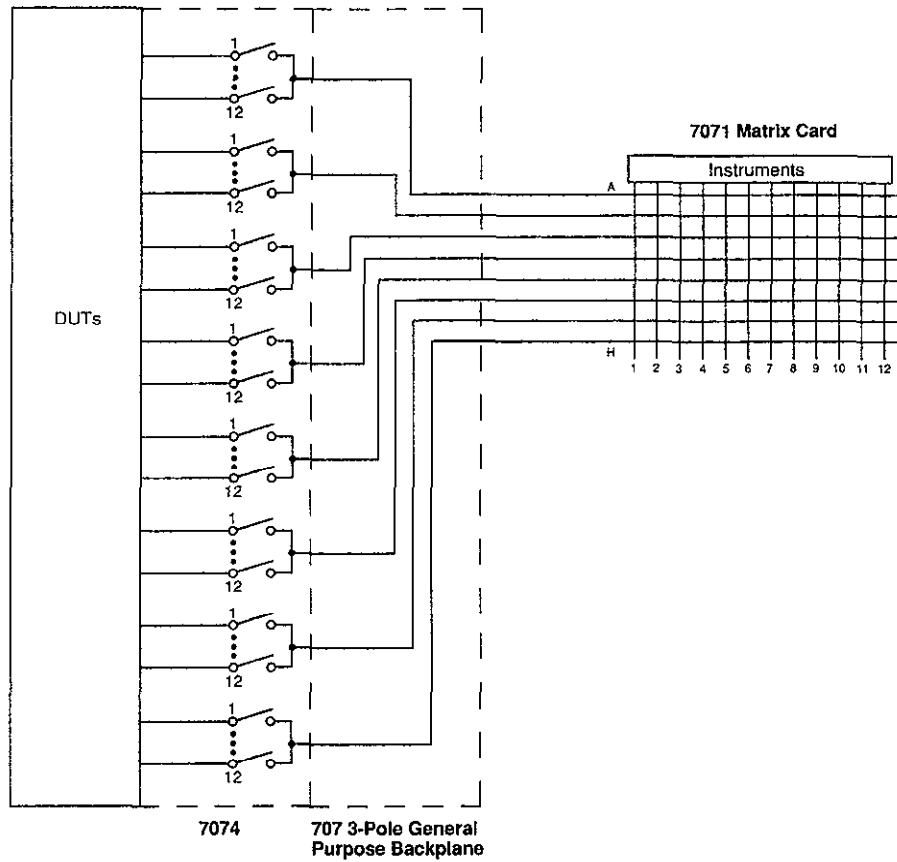 1
12
1
12
7071 Matrix Card
Instruments
A
1
12
DUTs
1
12
H
1 2 3 4 5 6 7 8 9 10 11 12
1
12
1
12
1
12
1
12
7074
707 3-Pole General
Purpose Backplane